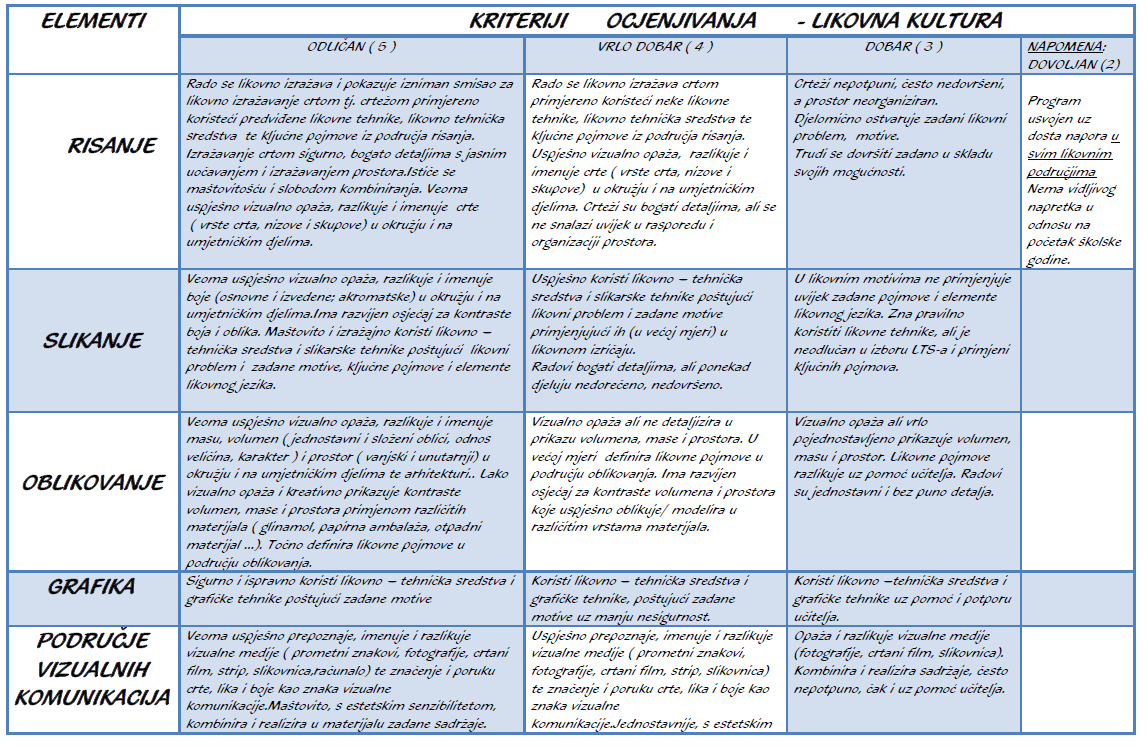 ELEMENTI
KRITERIJI OCJENJIVANJA - LIKOVNA KULTURA
ODLIČAN ( 5 )
VRLO DOBAR ( 4 )
DOBAR ( 3 )
NAPOMENA:
DOVOLJAN (2)
RISANJE
Rado se likovno izražava i pokazuje izniman smisao za
likovno izražavanje crtom tj. crtežom primjereno
koristeći predviđene likovne tehnike, likovno tehnička
sredstva te ključne pojmove iz područja risanja.
Izražavanje crtom sigurno, bogato detaljima s jasnim
uočavanjem i izražavanjem prostora.Ističe se
maštovitošću i slobodom kombiniranja. Veoma
uspješno vizualno opaža, razlikuje i imenuje crte
( vrste crta, nizove i skupove) u okružju i na
umjetničkim djelima.
Rado se likovno izražava crtom
primjereno koristeći neke likovne
tehnike, likovno tehnička sredstva te
ključne pojmove iz područja risanja.
Uspješno vizualno opaža, razlikuje i
imenuje crte ( vrste crta, nizove i
skupove) u okružju i na umjetničkim
djelima. Crteži su bogati detaljima, ali se
ne snalazi uvijek u rasporedu i
organizaciji prostora.
Crteži nepotpuni, često nedovršeni,
a prostor neorganiziran.
Djelomično ostvaruje zadani likovni
problem, motive.
Trudi se dovršiti zadano u skladu
svojih mogućnosti.
Program
usvojen uz
dosta napora u
svim likovnim
područjima
Nema vidljivog
napretka u
odnosu na
početak školske
godine.
SLIKANJE
Veoma uspješno vizualno opaža, razlikuje i imenuje
boje (osnovne i izvedene; akromatske) u okružju i na
umjetničkim djelima.Ima razvijen osjećaj za kontraste
boja i oblika. Maštovito i izražajno koristi likovno –
tehnička sredstva i slikarske tehnike poštujući likovni
problem i zadane motive, ključne pojmove i elemente
likovnog jezika.
Uspješno koristi likovno – tehnička
sredstva i slikarske tehnike poštujući
likovni problem i zadane motive
primjenjujući ih (u većoj mjeri) u
likovnom izričaju.
Radovi bogati detaljima, ali ponekad
djeluju nedorečeno, nedovršeno.
U likovnim motivima ne primjenjuje
uvijek zadane pojmove i elemente
likovnog jezika. Zna pravilno
koristiti likovne tehnike, ali je
neodlučan u izboru LTS-a i primjeni
ključnih pojmova.
OBLIKOVANJE
Veoma uspješno vizualno opaža, razlikuje i imenuje
masu, volumen ( jednostavni i složeni oblici, odnos
veličina, karakter ) i prostor ( vanjski i unutarnji) u
okružju i na umjetničkim djelima te arhitekturi.. Lako
vizualno opaža i kreativno prikazuje kontraste
volumen, mase i prostora primjenom različitih
materijala ( glinamol, papirna ambalaža, otpadni
materijal ...). Točno definira likovne pojmove u
području oblikovanja.
Vizualno opaža ali ne detaljizira u
prikazu volumena, mase i prostora. U
većoj mjeri definira likovne pojmove u
području oblikovanja. Ima razvijen
osjećaj za kontraste volumena i prostora
koje uspješno oblikuje/ modelira u
različitim vrstama materijala.
Vizualno opaža ali vrlo
pojednostavljeno prikazuje volumen,
masu i prostor. Likovne pojmove
razlikuje uz pomoć učitelja. Radovi
su jednostavni i bez puno detalja.
GRAFIKA
Sigurno i ispravno koristi likovno – tehnička sredstva i
grafičke tehnike poštujući zadane motive
Koristi likovno – tehnička sredstva i
grafičke tehnike, poštujući zadane
motive uz manju nesigurnost.
Koristi likovno –tehnička sredstva i
grafičke tehnike uz pomoć i potporu
učitelja.
PODRUČJE
VIZUALNIH
KOMUNIKACIJA
Veoma uspješno prepoznaje, imenuje i razlikuje
vizualne medije ( prometni znakovi, fotografije, crtani
film, strip, slikovnica,računalo) te značenje i poruku
crte, lika i boje kao znaka vizualne
komunikacije.Maštovito, s estetskim senzibilitetom,
kombinira i realizira u materijalu zadane sadržaje.
Uspješno prepoznaje, imenuje i razlikuje
vizualne medije ( prometni znakovi,
fotografije, crtani film, strip, slikovnica)
te značenje i poruku crte, lika i boje kao
znaka vizualne
komunikacije.Jednostavnije, s estetskim
Opaža i razlikuje vizualne medije
(fotografije, crtani film, slikovnica).
Kombinira i realizira sadržaje, često
nepotpuno, čak i uz pomoć učitelja.